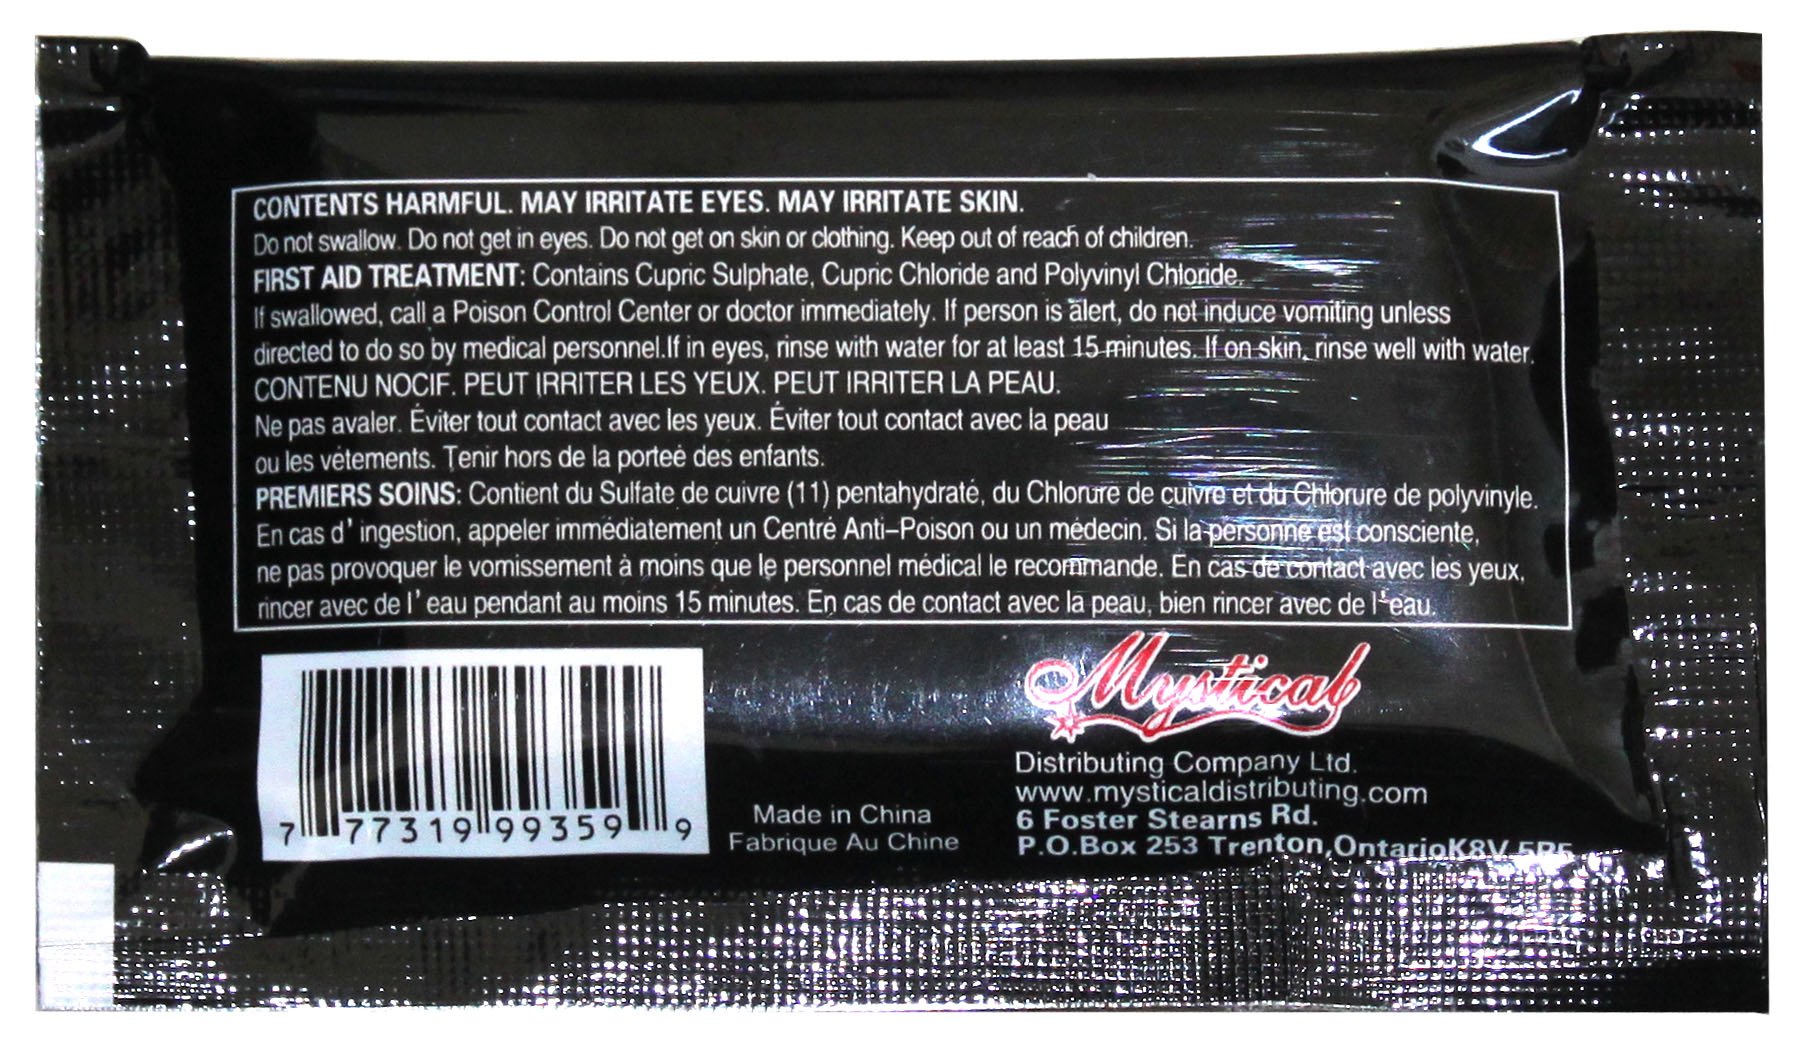 CONTENTS HARMFUL. MAY IRRITATE EYES. MAY IRRITATE SKIN.
Do not swallow. Do not get in eyes. Do not get on skin or clothing. Keep out of reach of children.
FIRST AID TREATMENT: Contains Cupric Sulphate, Cupric Chloride and Polyvinyl Chloride.
If swallowed, call a Poison Control Center or doctor immediately. If person is alert, do not induce vomiting unless
directed to do so by medical personnel.If in eyes, rinse with water for at least 15 minutes. If on skin, rinse well with water.
CONTENU NOCIF. PEUT IRRITER LES YEUX. PEUT IRRITER LA PEAU.
Ne pas avaler. Éviter tout contact avec les yeux. Éviter tout contact avec la peau
ou les vétements. Tenir hors de la porteé des enfants.
PREMIERS SOINS: Contient du Sulfate de cuivre (11) pentahydraté, du Chlorure de cuivre et du Chlorure de polyvinyle.
En cas d' ingestion, appeler immédiatement un Centré Anti-Poison ou un médecin. Si la personne est consciente,
ne pas provoquer le vomissement à moins que le personnel médical le recommande. En cas de contact avec les yeux,
rincer avec de l' eau pendant au moins 15 minutes. En cas de contact avec la peau, bien rincer avec de l'eau.
Mystical
Distributing Company Ltd.
www.mysticaldistributing.com
6 Foster Stearns Rd.
P.O.Box 253 Trenton,OntarioK8V
Made in China
Fabrique Au Chine
7 77319 99359 9